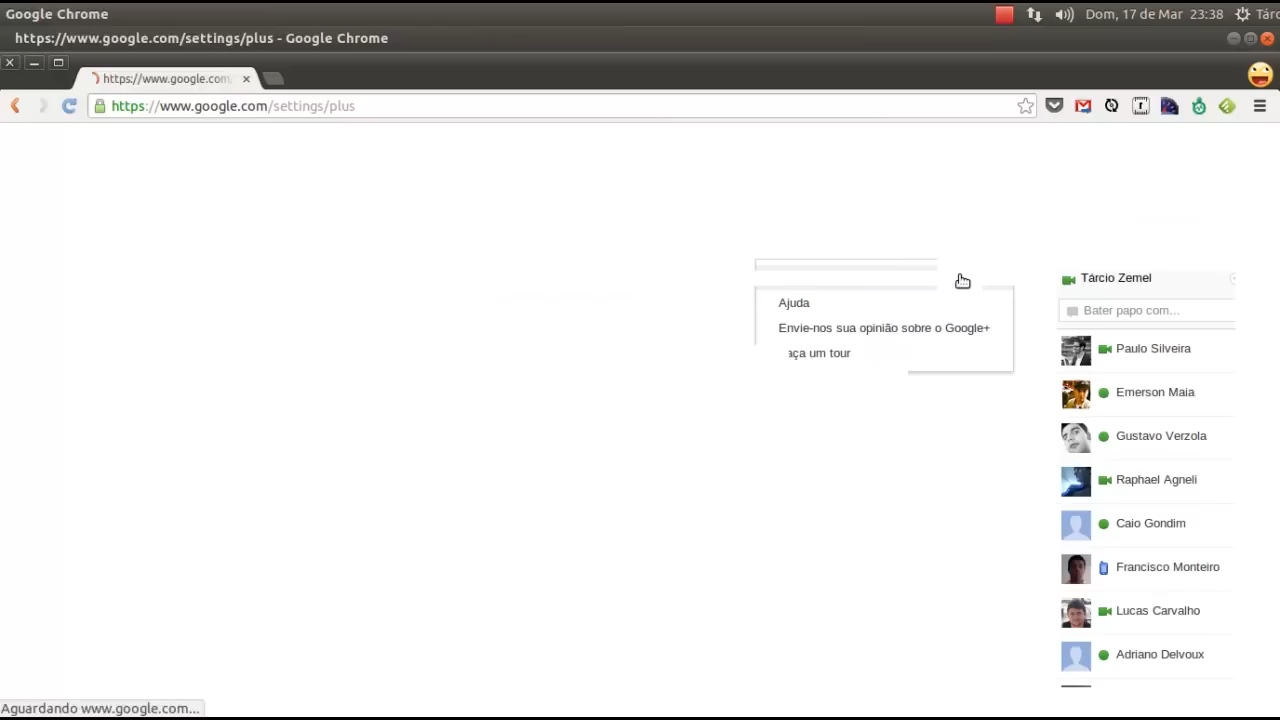 Google Chrome
Dom, 17 de Mar 23:38
Tárc
https://www.google.com/settings/plus - Google Chrome
https://www.google.com
https://www.google.com/settings/plus
Ajuda
Envie-nos sua opinião sobre o Google+
aça um tour
Tárcio Zemel
Bater papo com...
Paulo Silveira
Emerson Maia
Gustavo Verzola
Raphael Agneli
Caio Gondim
Francisco Monteiro
Lucas Carvalho
Adriano Delvoux
Aguardando www.google.com...